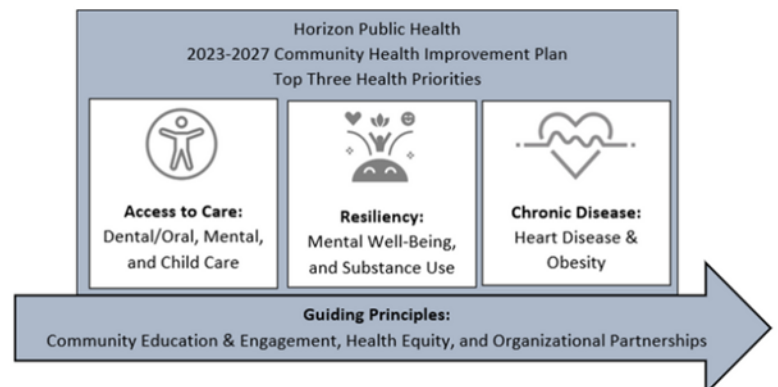 Horizon Public Health
2023-2027 Community Health Improvement Plan
Top Three Health Priorities
Access to Care:
Dental/Oral, Mental,
and Child Care
Resiliency:
Mental Well-Being,
and Substance Use
Chronic Disease:
Heart Disease &
Obesity
Guiding Principles:
Community Education & Engagement, Health Equity, and Organizational Partnerships